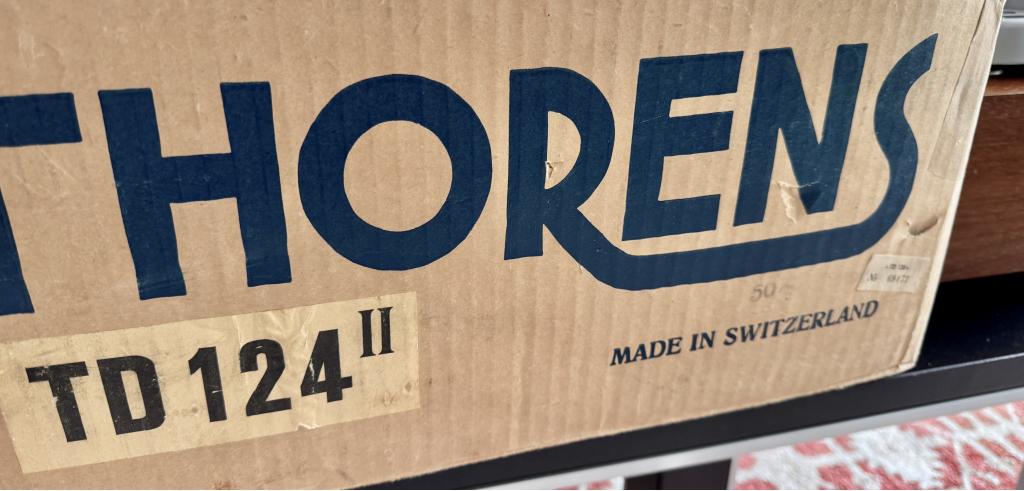 THORENS
TD 124 II
MADE IN SWITZERLAND